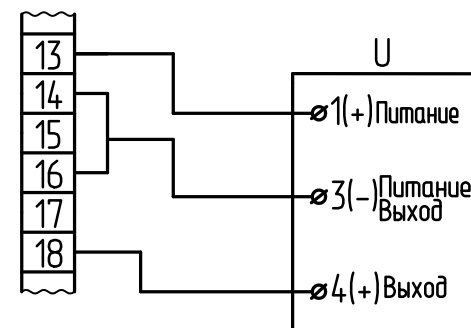 13
14
15
16
17
18
U
1(+) Питание
3(-) Питание
Выход
4(+) Выход